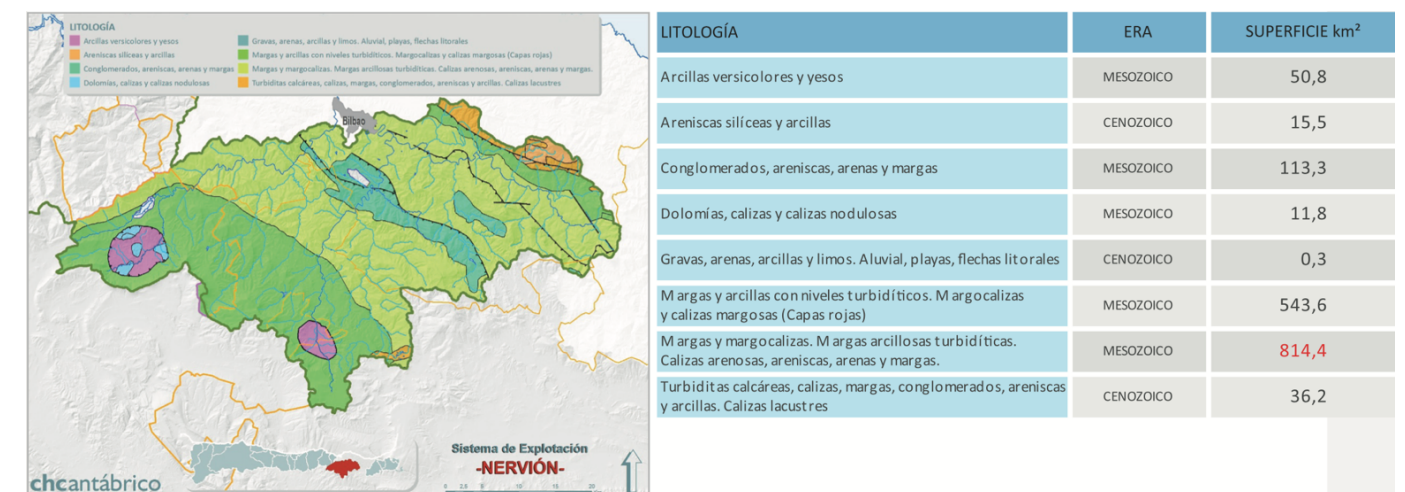 LITOLOGÍA
Arcillas versicolores y yesos
Areniscas silíceas y arcillas
Conglomerados, areniscas, arenas y margas
Dolomías, calizas y calizas nodulosas
Gravas, arenas, arcillas y limos. Aluvial, playas, flechas litorales
Margas y arcillas con niveles turbidíticos. Margocalizas y calizas margosas (Capas rojas)
Margas y margocalizas. Margas arcillosas turbidíticas. Calizas arenosas, areniscas, arenas y margas.
Turbiditas calcáreas, calizas, margas, conglomerados, areniscas y arcillas. Calizas lacustres
Bilbao
Sistema de Explotación
-NERVIÓN-
0 2,5 5 10 15 20
chcantábrico
LITOLOGÍA ERA SUPERFICIE km²
Arcillas versicolores y yesos MESOZOICO 50,8
Areniscas silíceas y arcillas CENOZOICO 15,5
Conglomerados, areniscas, arenas y margas MESOZOICO 113,3
Dolomías, calizas y calizas nodulosas MESOZOICO 11,8
Gravas, arenas, arcillas y limos. Aluvial, playas, flechas litorales CENOZOICO 0,3
Margas y arcillas con niveles turbidíticos. Margocalizas
y calizas margosas (Capas rojas) MESOZOICO 543,6
Margas y margocalizas. Margas arcillosas turbidíticas.
Calizas arenosas, areniscas, arenas y margas. MESOZOICO 814,4
Turbiditas calcáreas, calizas, margas, conglomerados, areniscas
y arcillas. Calizas lacustres CENOZOICO 36,2